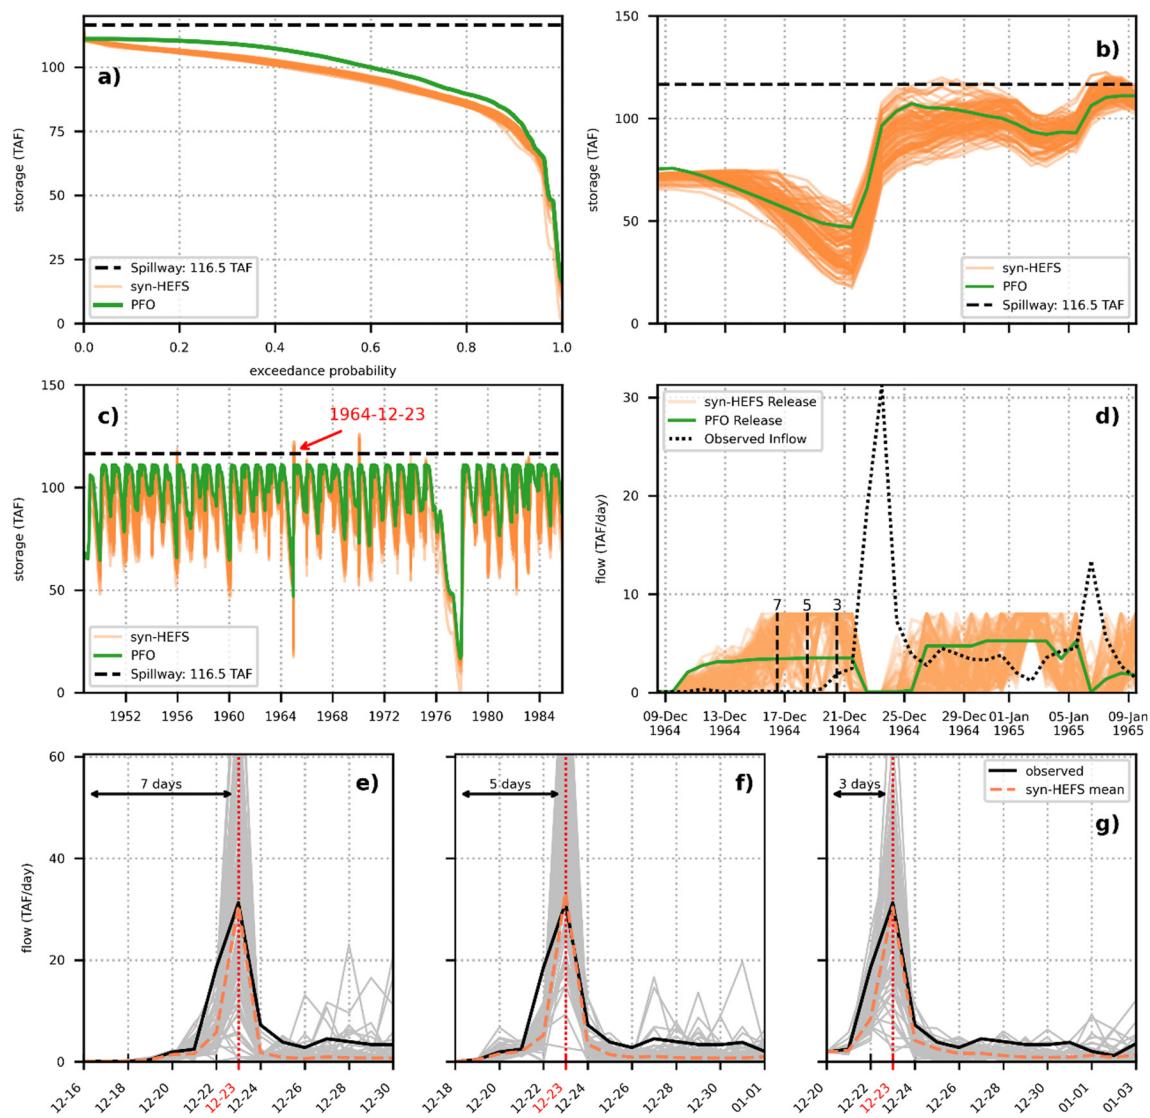 a)
storage (TAF)
100
75
50
25
0
Spillway: 116.5 TAF
syn-HEFS
PFO
0.0 0.2 0.4 0.6 0.8 1.0
exceedance probability
b)
storage (TAF)
150
100
50
0
syn-HEFS
PFO
Spillway: 116.5 TAF
c)
1964-12-23
storage (TAF)
150
100
50
0
syn-HEFS
PFO
Spillway: 116.5 TAF
1952 1956 1960 1964 1968 1972 1976 1980 1984
d)
syn-HEFS Release
PFO Release
Observed Inflow
flow (TAF/day)
30
20
10
0
7 5 3
09-Dec 13-Dec 17-Dec 21-Dec 25-Dec 29-Dec 01-Jan 05-Jan 09-Jan
1964 1964 1964 1964 1964 1964 1965 1965 1965
e)
7 days
flow (TAF/day)
60
40
20
0
12-16 12-18 12-20 12-22 12-23 12-24 12-26 12-28 12-30
f)
5 days
12-18 12-20 12-22 12-23 12-24 12-26 12-28 12-30 01-01
g)
3 days
observed
syn-HEFS mean
12-20 12-22 12-23 12-24 12-26 12-28 12-30 01-01 01-03